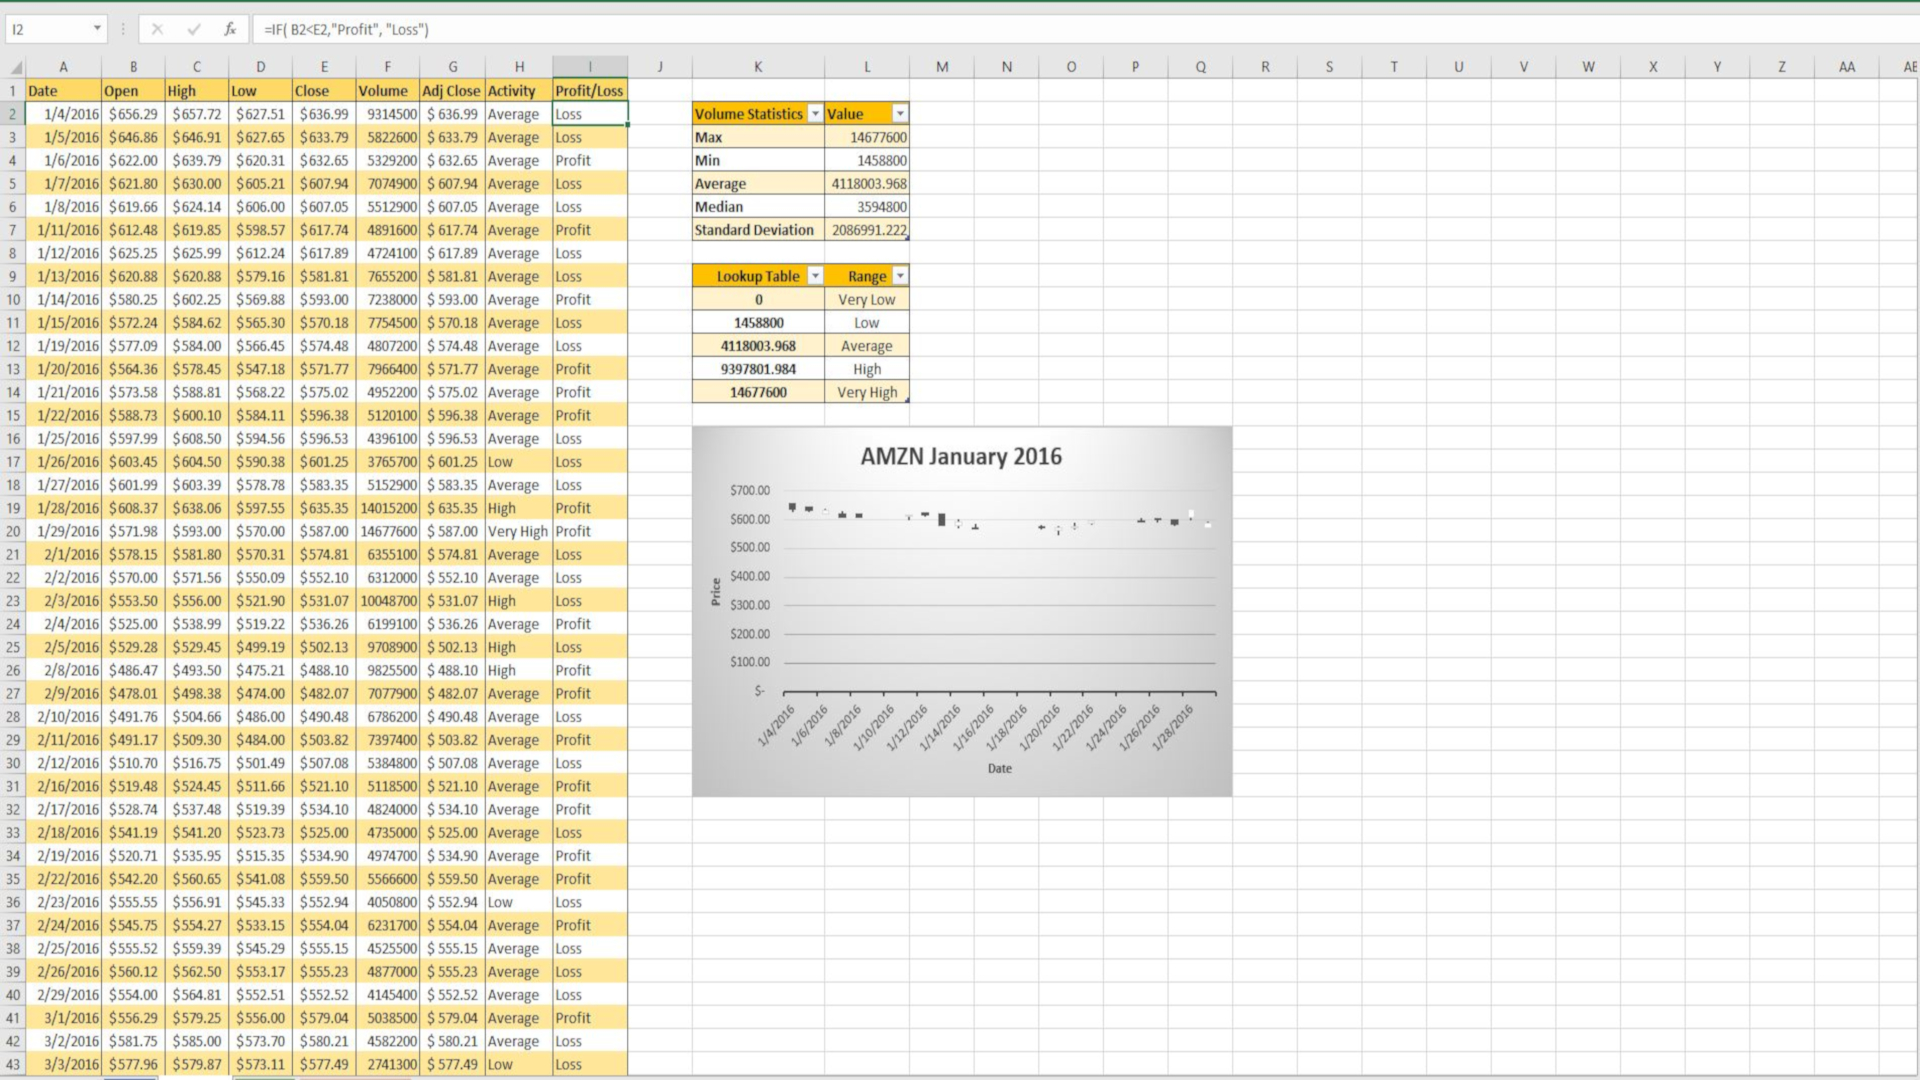 I2 =IF( B2<E2,"Profit", "Loss")
A B C D E F G H I J K L M N O P Q R S T U V W X Y Z AA AE
1 Date Open High Low Close Volume Adj Close Activity Profit/Loss
2 1/4/2016 $656.29 $657.72 $627.51 $636.99 9314500 $ 636.99 Average Loss Volume Statistics Value
3 1/5/2016 $646.86 $646.91 $627.65 $633.79 5822600 $ 633.79 Average Loss Max 14677600
4 1/6/2016 $622.00 $639.79 $620.31 $632.65 5329200 $ 632.65 Average Profit Min 1458800
5 1/7/2016 $621.80 $630.00 $605.21 $607.94 7074900 $ 607.94 Average Loss Average 4118003.968
6 1/8/2016 $619.66 $624.14 $606.00 $607.05 5512900 $ 607.05 Average Loss Median 3594800
7 1/11/2016 $612.48 $619.85 $598.57 $617.74 4891600 $ 617.74 Average Profit Standard Deviation 2086991.222
8 1/12/2016 $625.25 $625.99 $612.24 $617.89 4724100 $ 617.89 Average Loss
9 1/13/2016 $620.88 $620.88 $579.16 $581.81 7655200 $ 581.81 Average Loss Lookup Table Range
10 1/14/2016 $580.25 $602.25 $569.88 $593.00 7238000 $ 593.00 Average Profit 0 Very Low
11 1/15/2016 $572.24 $584.62 $565.30 $570.18 7754500 $ 570.18 Average Loss 1458800 Low
12 1/19/2016 $577.09 $584.00 $566.45 $574.48 4807200 $ 574.48 Average Loss 4118003.968 Average
13 1/20/2016 $564.36 $578.45 $547.18 $571.77 7966400 $ 571.77 Average Profit 9397801.984 High
14 1/21/2016 $573.58 $588.81 $568.22 $575.02 4952200 $ 575.02 Average Profit 14677600 Very High
15 1/22/2016 $588.73 $600.10 $584.11 $596.38 5120100 $ 596.38 Average Profit
16 1/25/2016 $597.99 $608.50 $594.56 $596.53 4396100 $ 596.53 Average Loss
17 1/26/2016 $603.45 $604.50 $590.38 $601.25 3765700 $ 601.25 Low Loss
18 1/27/2016 $601.99 $603.39 $578.78 $583.35 5152900 $ 583.35 Average Loss
19 1/28/2016 $608.37 $638.06 $597.55 $635.35 14015200 $ 635.35 High Profit
20 1/29/2016 $571.98 $593.00 $570.00 $587.00 14677600 $ 587.00 Very High Profit
21 2/1/2016 $578.15 $581.80 $570.31 $574.81 6355100 $ 574.81 Average Loss
22 2/2/2016 $570.00 $571.56 $550.09 $552.10 6312000 $ 552.10 Average Loss
23 2/3/2016 $553.50 $556.00 $521.90 $531.07 10048700 $ 531.07 High Loss
24 2/4/2016 $525.00 $538.99 $519.22 $536.26 6199100 $ 536.26 Average Profit
25 2/5/2016 $529.28 $529.45 $499.19 $502.13 9708900 $ 502.13 High Loss
26 2/8/2016 $486.47 $493.50 $475.21 $488.10 9825500 $ 488.10 High Profit
27 2/9/2016 $478.01 $498.38 $474.00 $482.07 7077900 $ 482.07 Average Profit
28 2/10/2016 $491.76 $504.66 $486.00 $490.48 6786200 $ 490.48 Average Loss
29 2/11/2016 $491.17 $509.30 $484.00 $503.82 7397400 $ 503.82 Average Profit
30 2/12/2016 $510.70 $516.75 $501.49 $507.08 5384800 $ 507.08 Average Loss
31 2/16/2016 $519.48 $524.45 $511.66 $521.10 5118500 $ 521.10 Average Profit
32 2/17/2016 $528.74 $537.48 $519.39 $534.10 4824000 $ 534.10 Average Profit
33 2/18/2016 $541.19 $541.20 $523.73 $525.00 4735000 $ 525.00 Average Loss
34 2/19/2016 $520.71 $535.95 $515.35 $534.90 4974700 $ 534.90 Average Profit
35 2/22/2016 $542.20 $560.65 $541.08 $559.50 5566600 $ 559.50 Average Profit
36 2/23/2016 $555.55 $556.91 $545.33 $552.94 4050800 $ 552.94 Low Loss
37 2/24/2016 $545.75 $554.27 $533.15 $554.04 6231700 $ 554.04 Average Profit
38 2/25/2016 $555.52 $559.39 $545.29 $555.15 4525500 $ 555.15 Average Loss
39 2/26/2016 $560.12 $562.50 $553.17 $555.23 4877000 $ 555.23 Average Loss
40 2/29/2016 $554.00 $564.81 $552.51 $552.52 4145400 $ 552.52 Average Loss
41 3/1/2016 $556.29 $579.25 $556.00 $579.04 5038500 $ 579.04 Average Profit
42 3/2/2016 $581.75 $585.00 $573.70 $580.21 4582200 $ 580.21 Average Loss
43 3/3/2016 $577.96 $579.87 $573.11 $577.49 2741300 $ 577.49 Low Loss
AMZN January 2016
$700.00
$600.00
$500.00
$400.00
$300.00
$200.00
$100.00
$-
Price
1/4/2016 1/6/2016 1/8/2016 1/10/2016 1/12/2016 1/14/2016 1/16/2016 1/18/2016 1/20/2016 1/22/2016 1/24/2016 1/26/2016 1/28/2016
Date